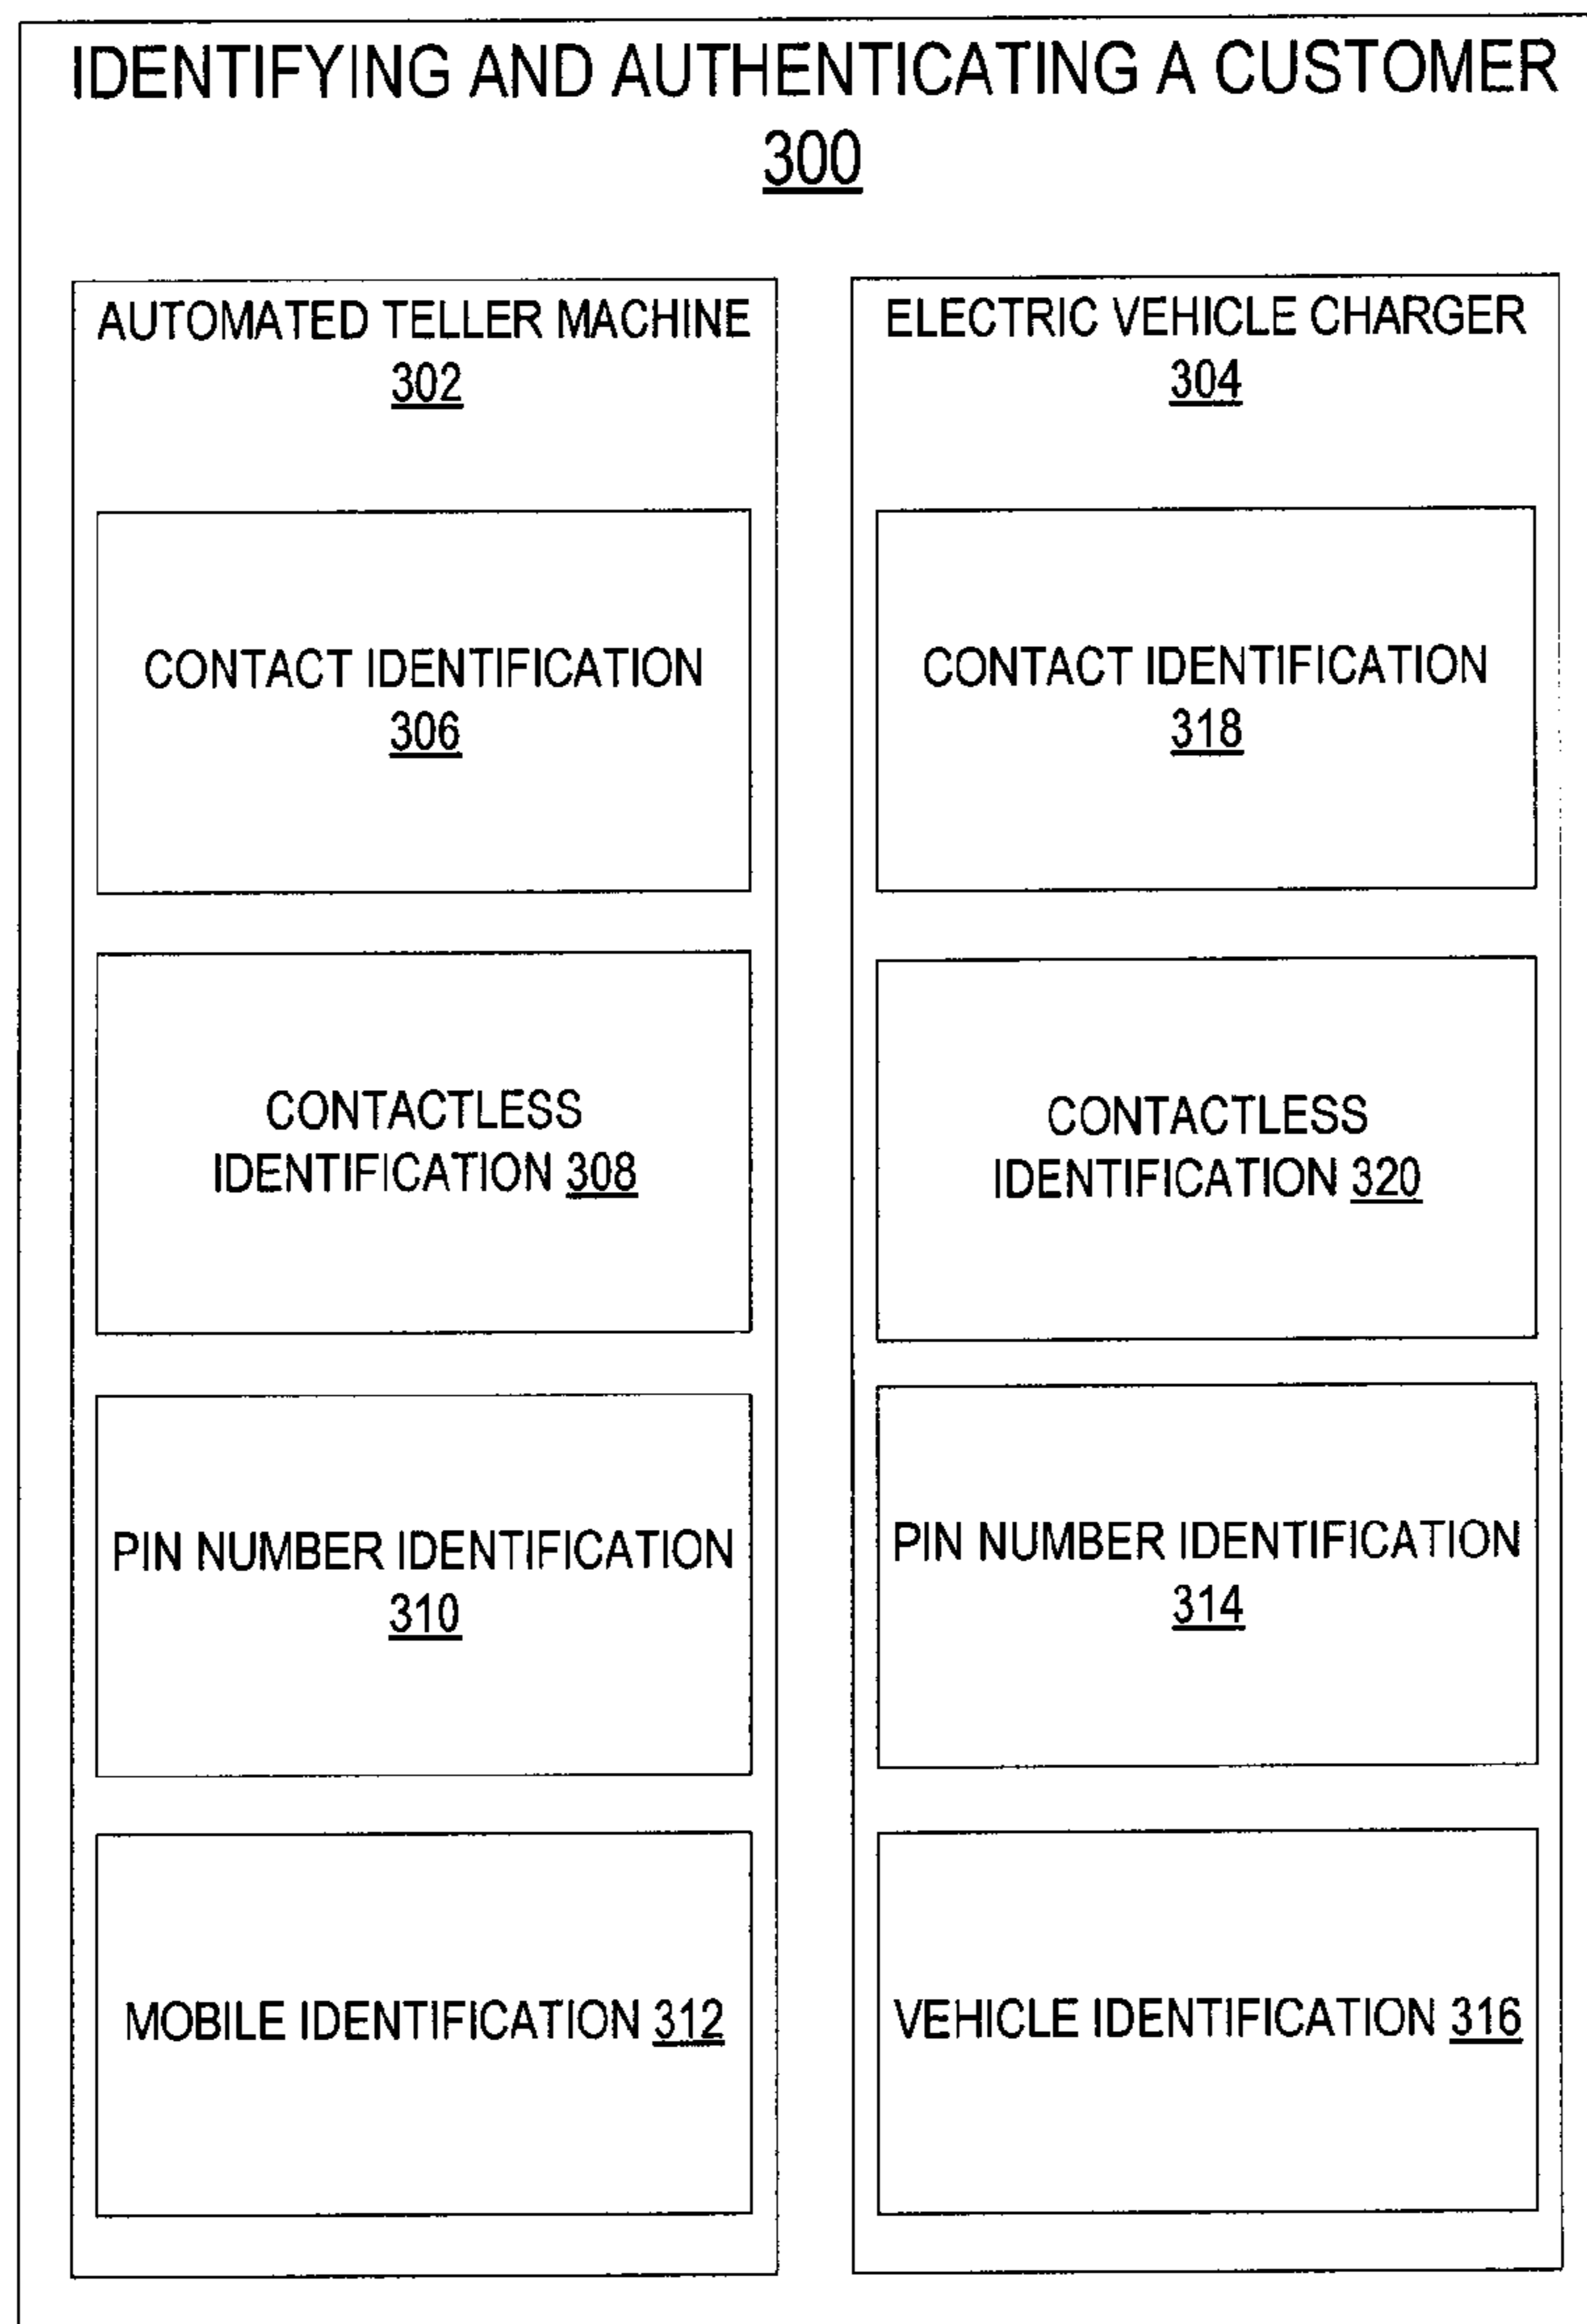 IDENTIFYING AND AUTHENTICATING A CUSTOMER
300
AUTOMATED TELLER MACHINE
302
CONTACT IDENTIFICATION
306
CONTACTLESS
IDENTIFICATION 308
PIN NUMBER IDENTIFICATION
310
MOBILE IDENTIFICATION 312
ELECTRIC VEHICLE CHARGER
304
CONTACT IDENTIFICATION
318
CONTACTLESS
IDENTIFICATION 320
PIN NUMBER IDENTIFICATION
314
VEHICLE IDENTIFICATION 316